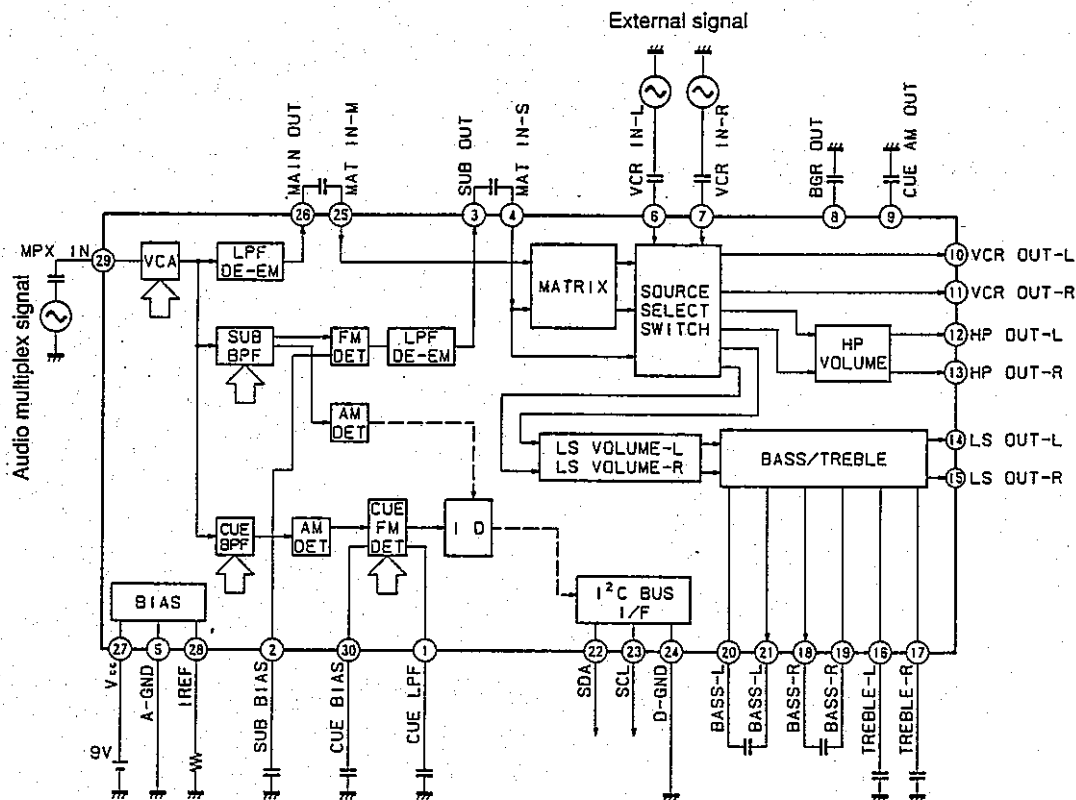 External signal
MAIN OUT
MAT IN-M
SUB OUT
MAT IN-S
VCR IN-L
VCR IN-R
BGR OUT
CUE AM OUT
26
25
3
4
6
7
8
9
MPX IN
29
VCA
LPF
DE-EM
MATRIX
SOURCE
SELECT
SWITCH
10 VCR OUT-L
11 VCR OUT-R
12 HP OUT-L
13 HP OUT-R
HP
VOLUME
Audio multiplex signal
SUB
BPF
FM
DET
LPF
DE-EM
AM
DET
LS VOLUME-L
LS VOLUME-R
BASS/TREBLE
14 LS OUT-L
15 LS OUT-R
CUE
BPF
AM
DET
CUE
FM
DET
I D
BIAS
I²C BUS
I/F
27
5
28
2
30
1
22
23
24
20
21
18
19
16
17
Vcc
A-GND
IREF
SUB BIAS
CUE BIAS
CUE LPF
SDA
SCL
D-GND
BASS-L
BASS-L
BASS-R
BASS-R
TREBLE-L
TREBLE-R
9V